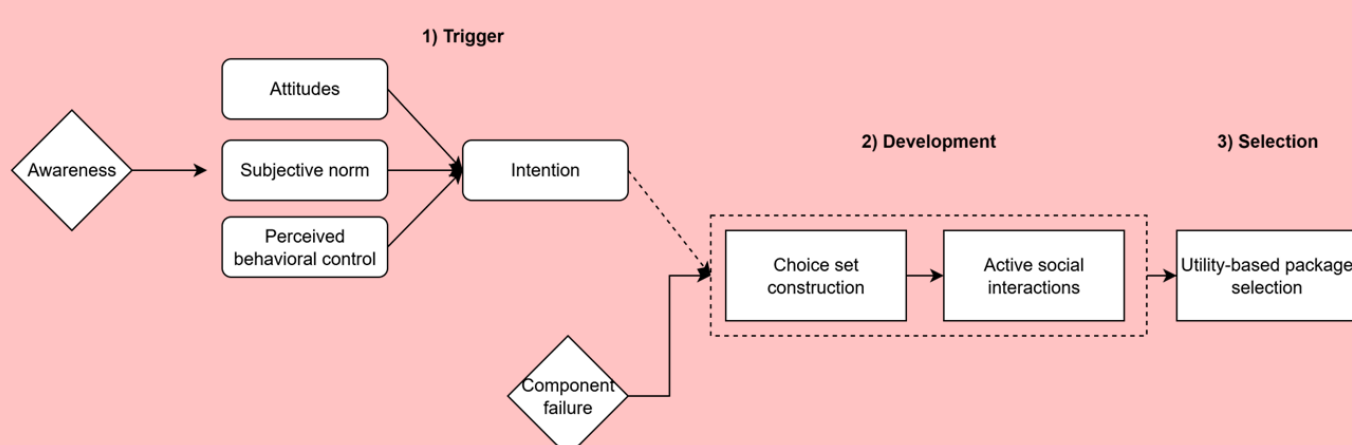 1) Trigger
Attitudes
Awareness
Subjective norm
Intention
Perceived
behavioral control
2) Development
3) Selection
Choice set
construction
Active social
interactions
Utility-based package
selection
Component
failure